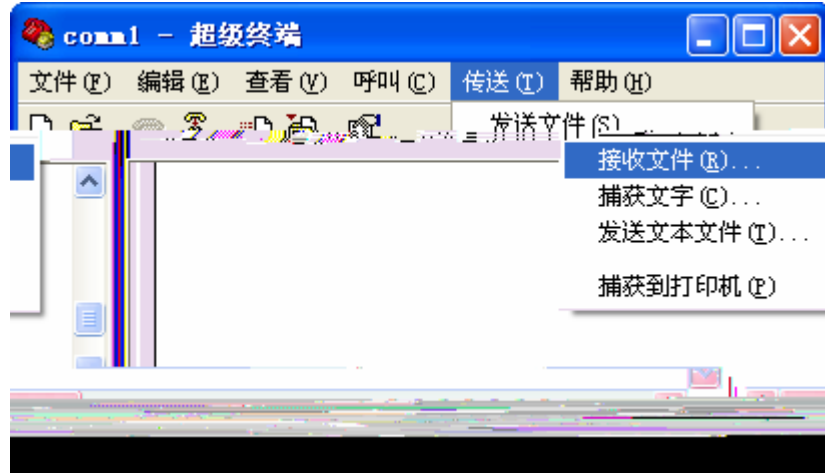 comm1 - 超级终端
文件(F) 编辑(E) 查看(V) 呼叫(C) 传送(T) 帮助(H)
发送文件(S)
接收文件(R)...
捕获文字(C)...
发送文本文件(T)...
捕获到打印机(P)